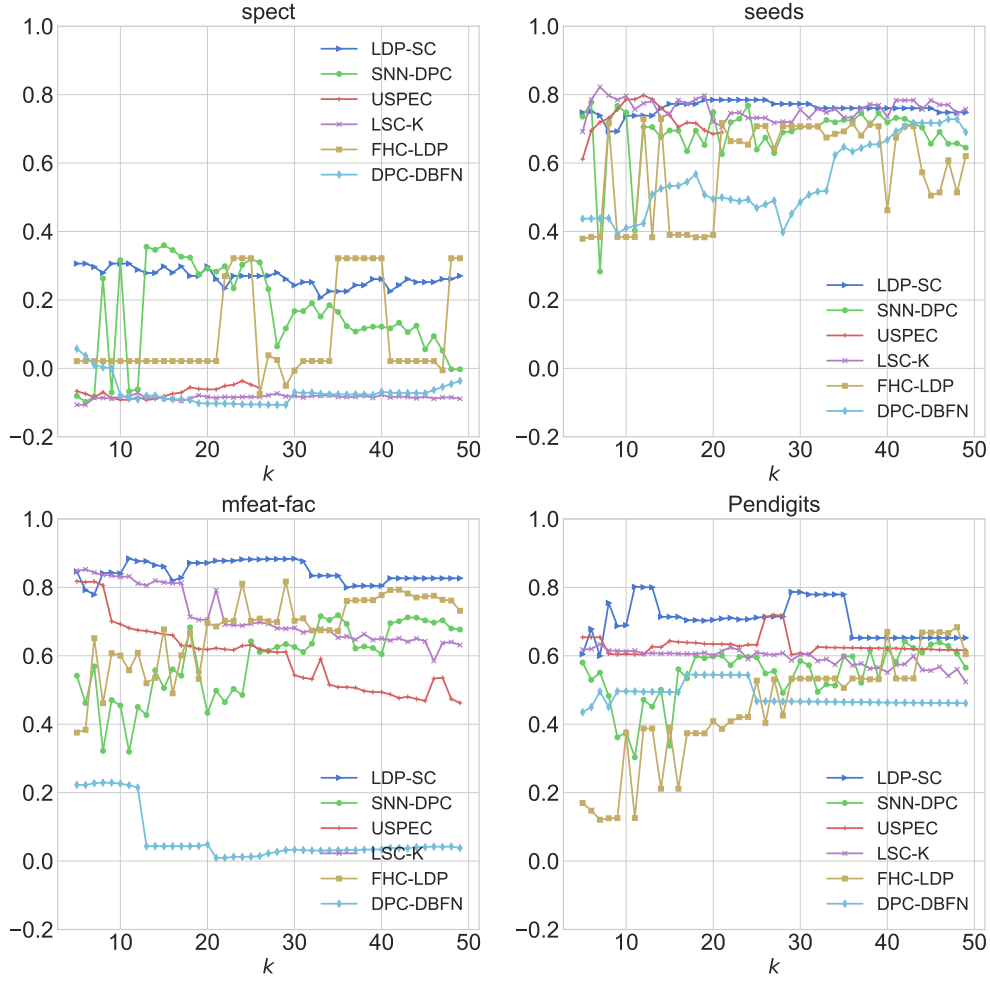 spect
1.0
0.8
0.6
0.4
0.2
0.0
−0.2
10 20 30 40 50
k
LDP-SC
SNN-DPC
USPEC
LSC-K
FHC-LDP
DPC-DBFN
seeds
1.0
0.8
0.6
0.4
0.2
0.0
−0.2
10 20 30 40 50
k
LDP-SC
SNN-DPC
USPEC
LSC-K
FHC-LDP
DPC-DBFN
mfeat-fac
1.0
0.8
0.6
0.4
0.2
0.0
−0.2
10 20 30 40 50
k
LDP-SC
SNN-DPC
USPEC
LSC-K
FHC-LDP
DPC-DBFN
Pendigits
1.0
0.8
0.6
0.4
0.2
0.0
−0.2
10 20 30 40 50
k
LDP-SC
SNN-DPC
USPEC
LSC-K
FHC-LDP
DPC-DBFN